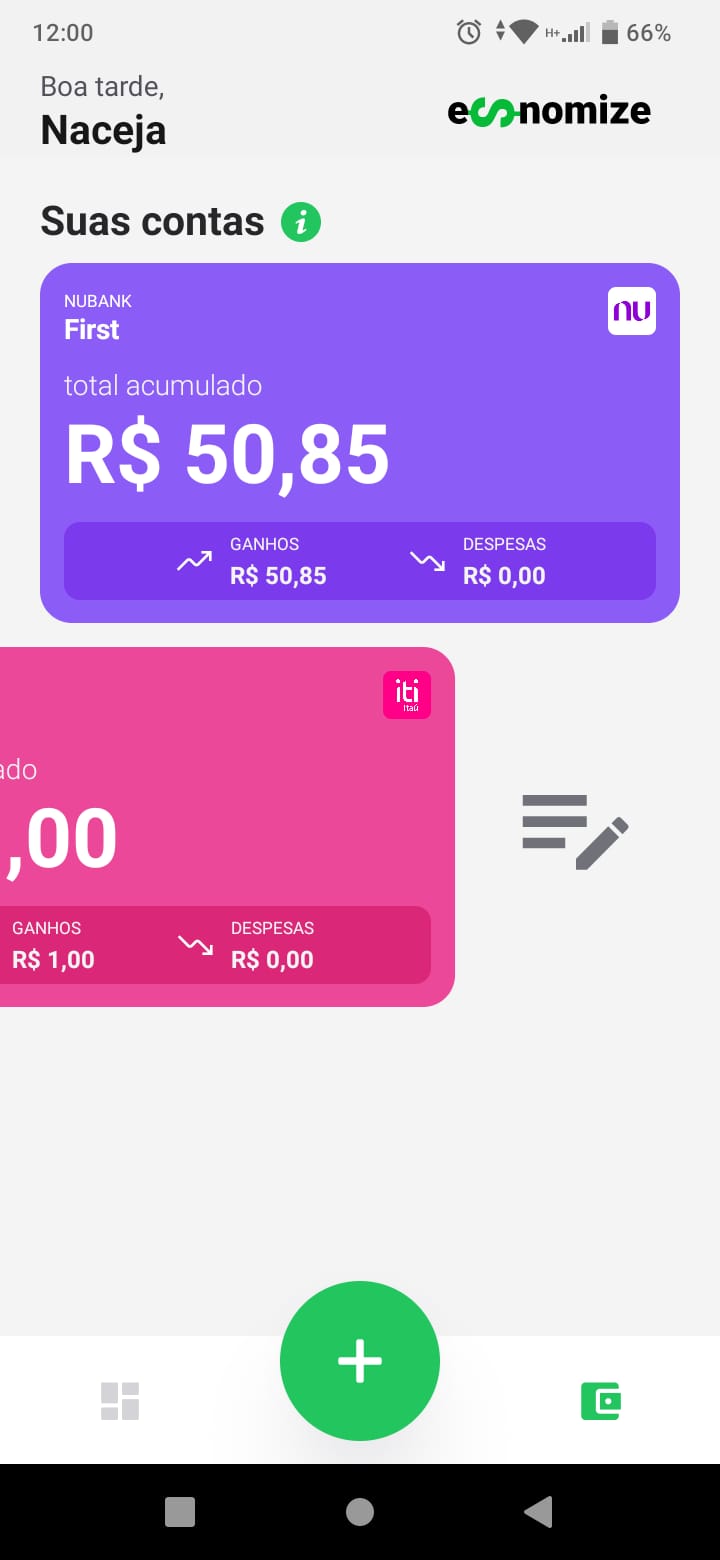 12:00
H+ 66%
Boa tarde,
Naceja
economize
Suas contas i
NUBANK
First
nu
total acumulado
R$ 50,85
GANHOS
R$ 50,85
DESPESAS
R$ 0,00
iti
Itaú
ado
,00
GANHOS
R$ 1,00
DESPESAS
R$ 0,00